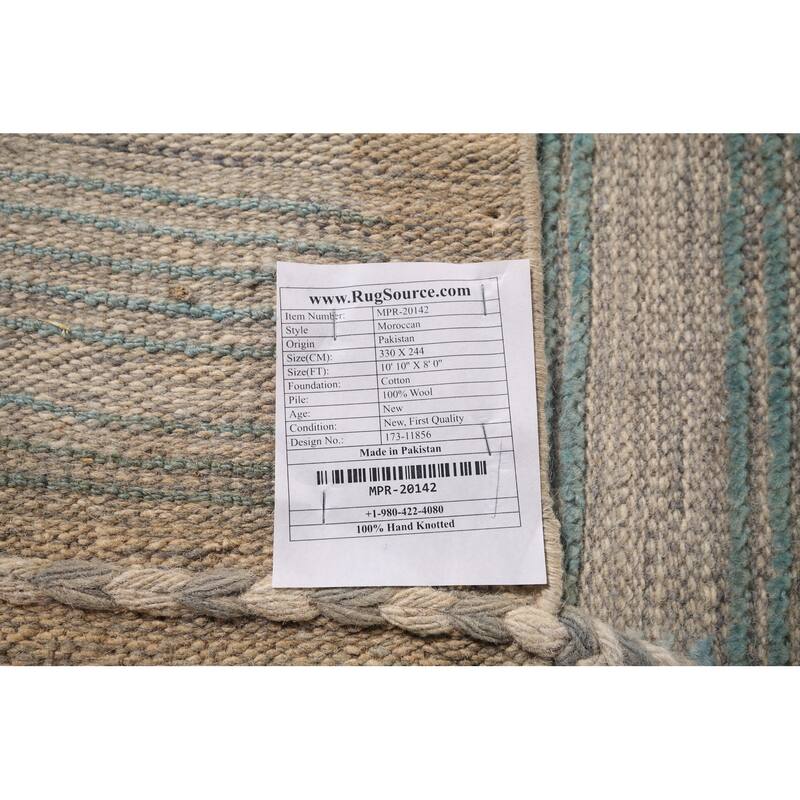 www.RugSource.com
Item Number: MPR-20142
Style Moroccan
Origin Pakistan
Size(CM): 330 X 244
Size(FT): 10' 10" X 8' 0"
Foundation: Cotton
Pile: 100% Wool
Age: New
Condition: New, First Quality
Design No.: 173-11856
Made in Pakistan
MPR-20142
+1-980-422-4080
100% Hand Knotted